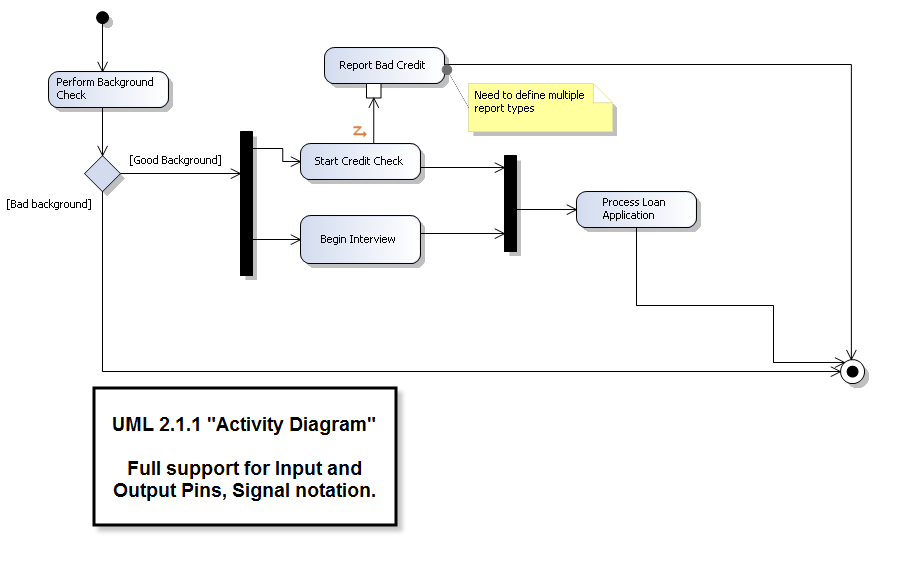 Perform Background
Check
Report Bad Credit
Need to define multiple
report types
[Good Background]
Start Credit Check
[Bad background]
Process Loan
Application
Begin Interview
UML 2.1.1 "Activity Diagram"
Full support for Input and
Output Pins, Signal notation.